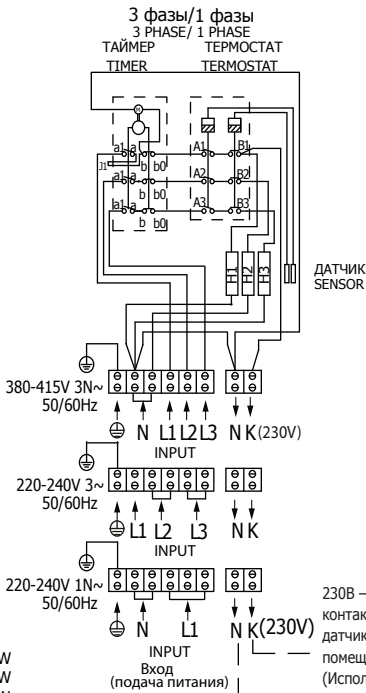 3 фазы/1 фазы
3 PHASE/ 1 PHASE
ТАЙМЕР ТЕРМОСТАТ
TIMER TERMOSTAT
M
J1 a1 a b b0 A1 B1
a1 a b b0 A2 B2
a1 a b b0 A3 B3
H1 H2 H3
ДАТЧИК
SENSOR
380-415V 3N~
50/60Hz
N L1 L2 L3 N K (230V)
INPUT
220-240V 3~
50/60Hz
L1 L2 L3 N K
INPUT
220-240V 1N~
50/60Hz
N L1 N K (230V)
INPUT
Вход
(подача питания)
230В –
контак
датчик
помещ
(Испол
W
W